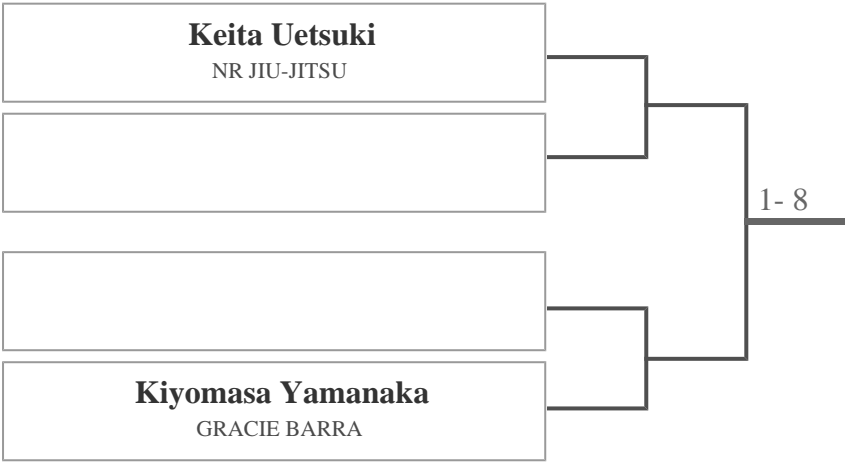 Keita Uetsuki
NR JIU-JITSU
1- 8
Kiyomasa Yamanaka
GRACIE BARRA